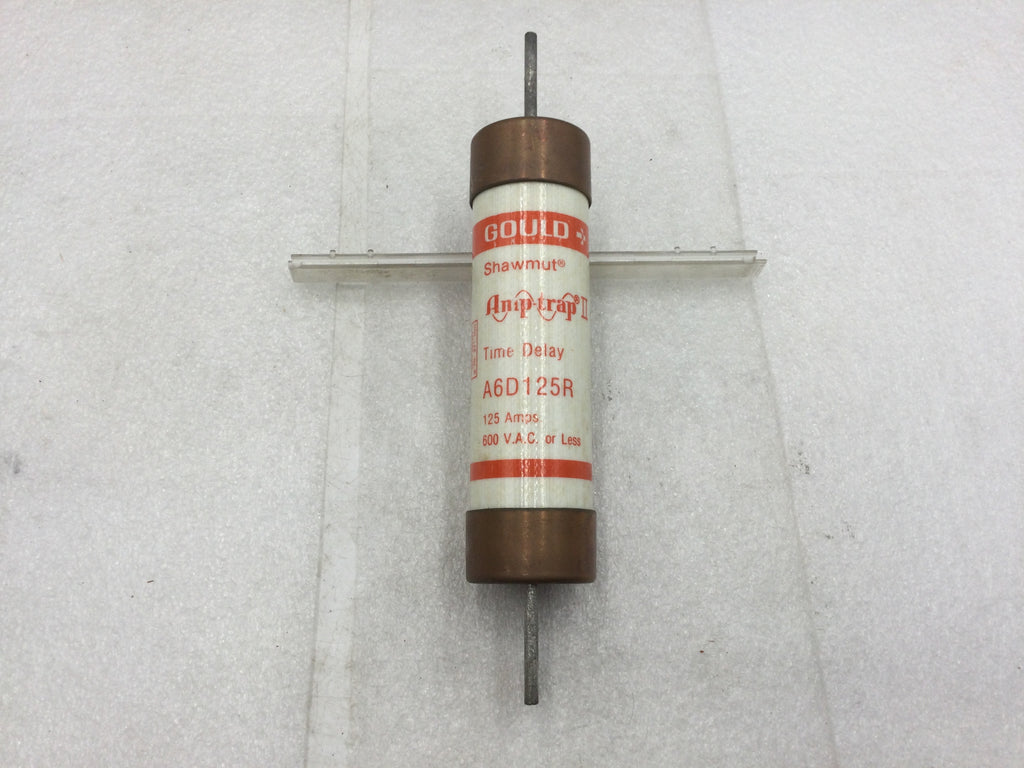 GOULD
Shawmut®
Amp-trap® II
Time Delay
A6D125R
125 Amps.
600 V.A.C. or Less